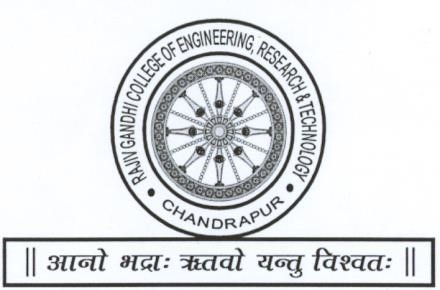 RAJIV GANDHI COLLEGE OF ENGINEERING, RESEARCH & TECHNOLOGY
• CHANDRAPUR •
|| आनो भद्राः ऋतवो यन्तु विश्वतः ||